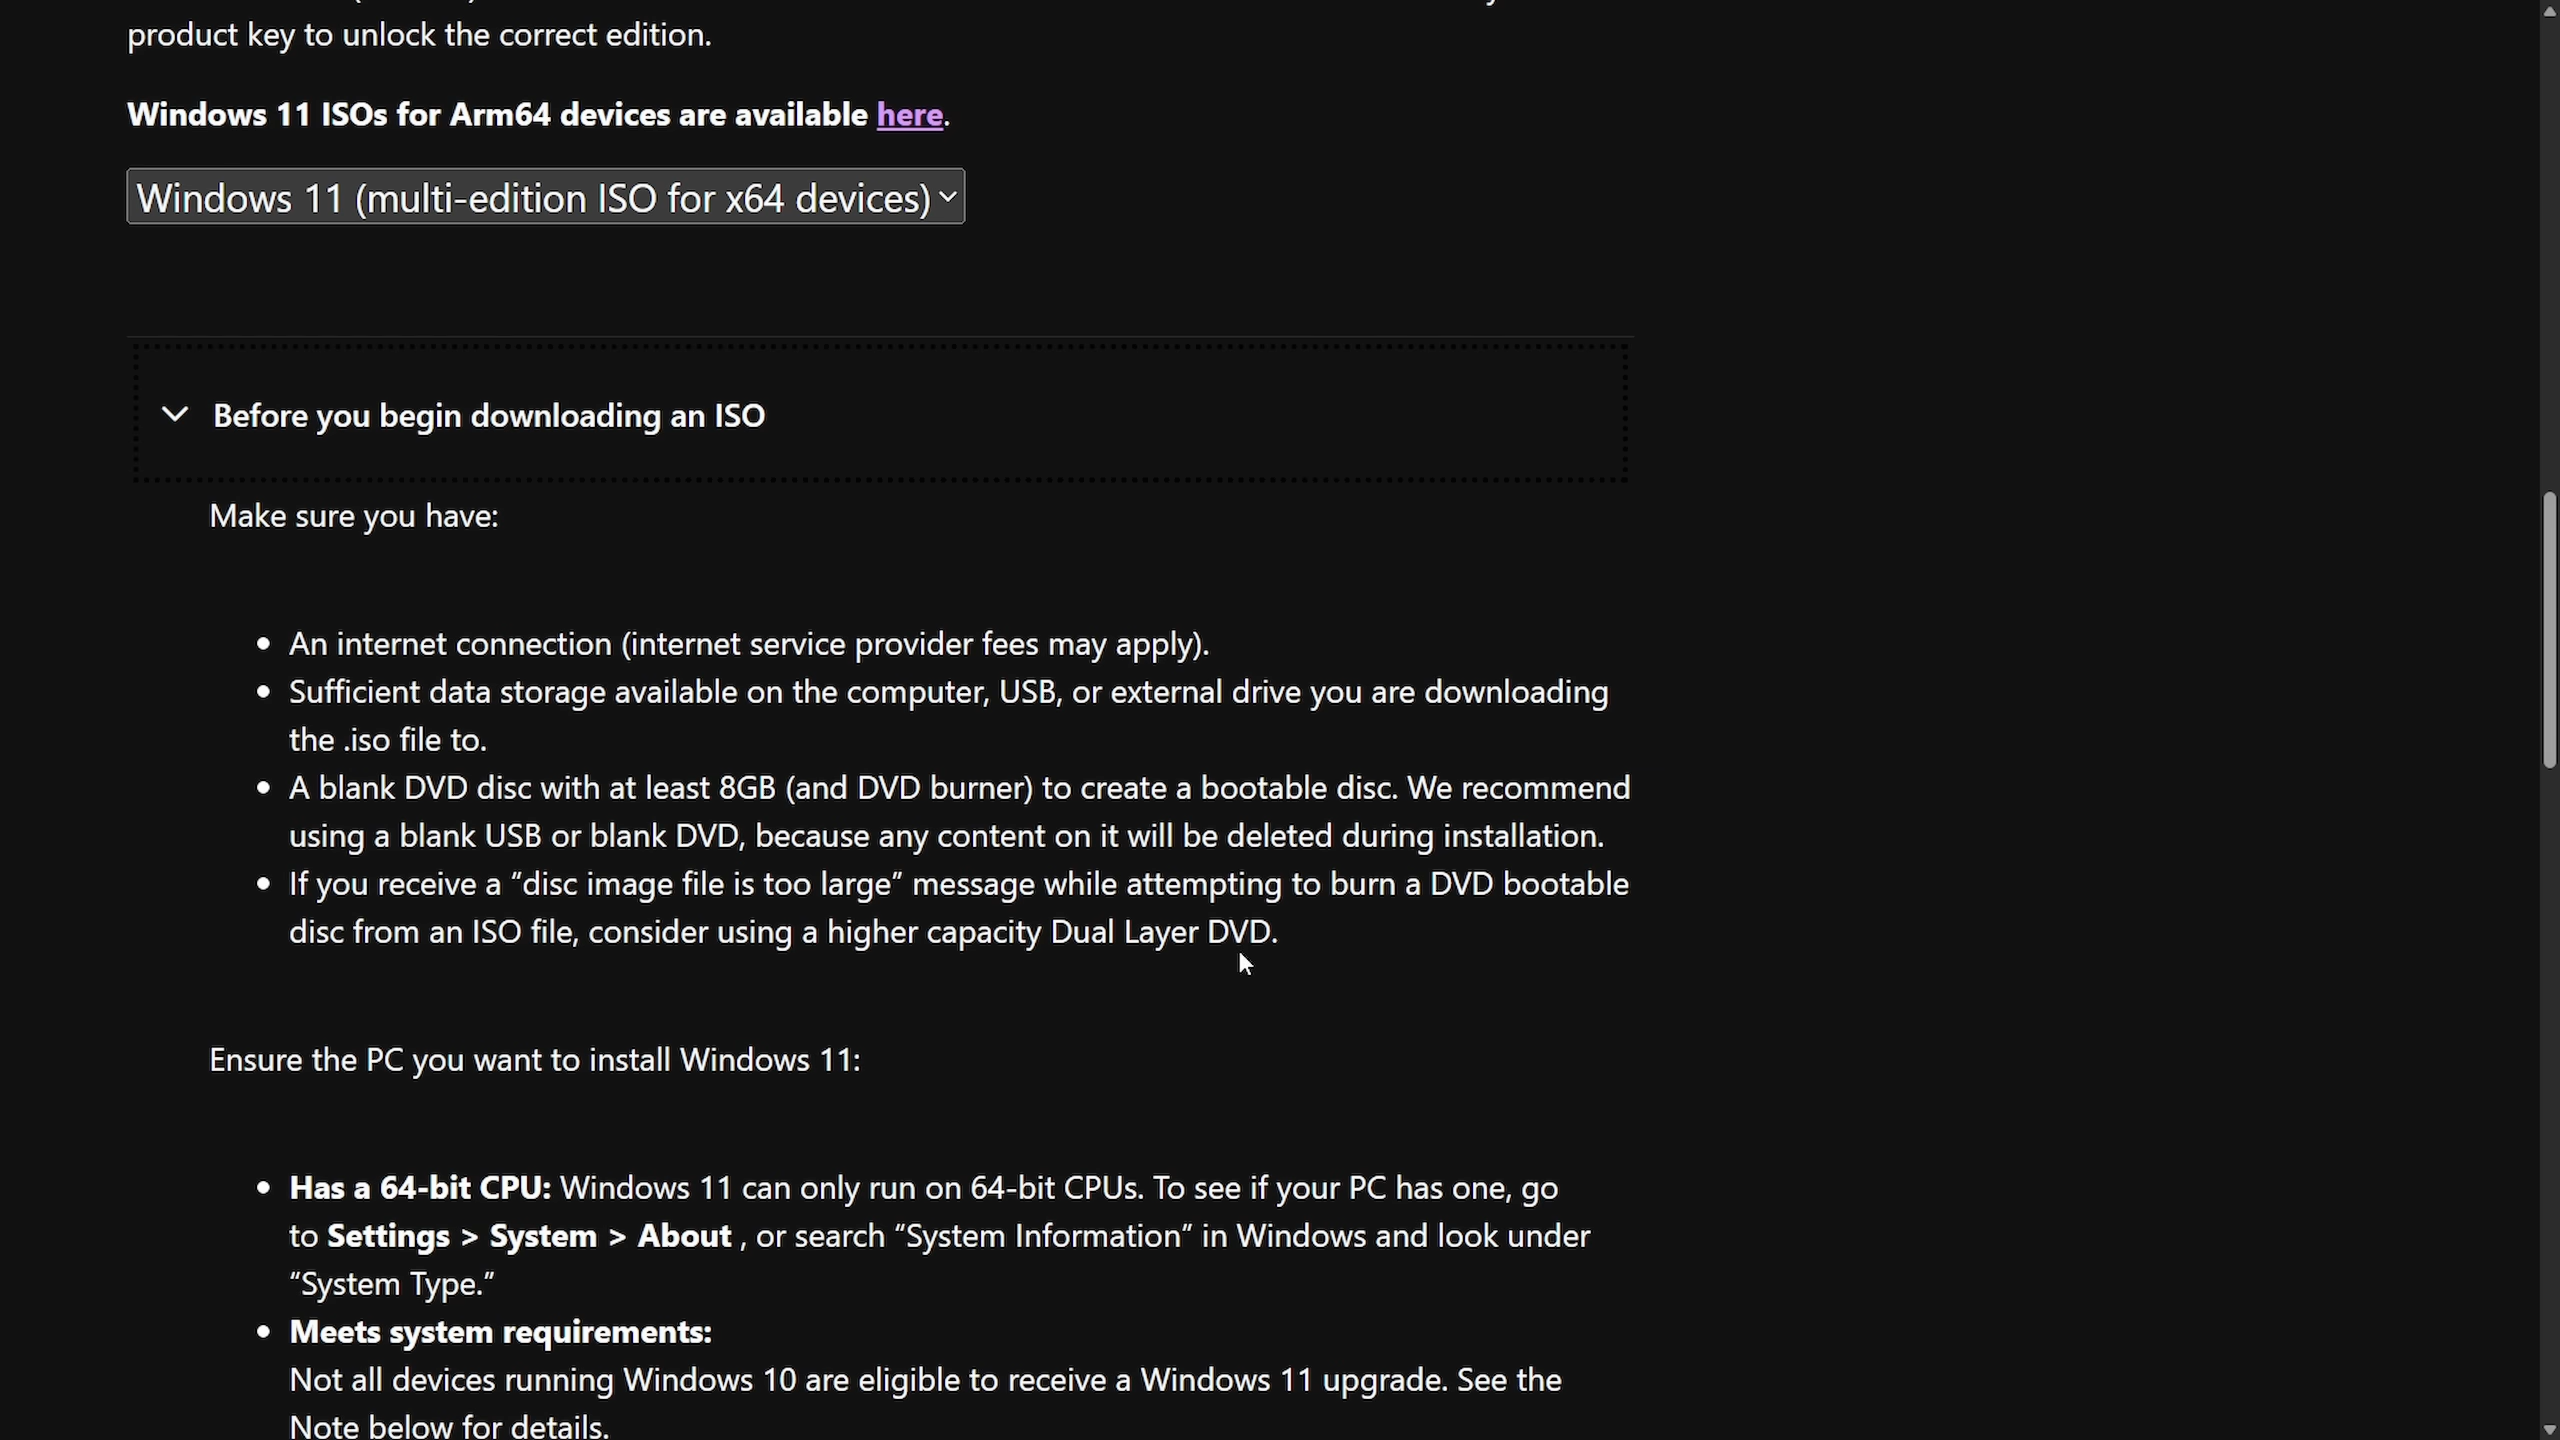 product key to unlock the correct edition.
Windows 11 ISOs for Arm64 devices are available here.
Windows 11 (multi-edition ISO for x64 devices)
Before you begin downloading an ISO
Make sure you have:
• An internet connection (internet service provider fees may apply).
• Sufficient data storage available on the computer, USB, or external drive you are downloading
the .iso file to.
• A blank DVD disc with at least 8GB (and DVD burner) to create a bootable disc. We recommend
using a blank USB or blank DVD, because any content on it will be deleted during installation.
• If you receive a “disc image file is too large” message while attempting to burn a DVD bootable
disc from an ISO file, consider using a higher capacity Dual Layer DVD.
Ensure the PC you want to install Windows 11:
• Has a 64-bit CPU: Windows 11 can only run on 64-bit CPUs. To see if your PC has one, go
to Settings > System > About , or search “System Information” in Windows and look under
“System Type.”
• Meets system requirements:
Not all devices running Windows 10 are eligible to receive a Windows 11 upgrade. See the
Note below for details.